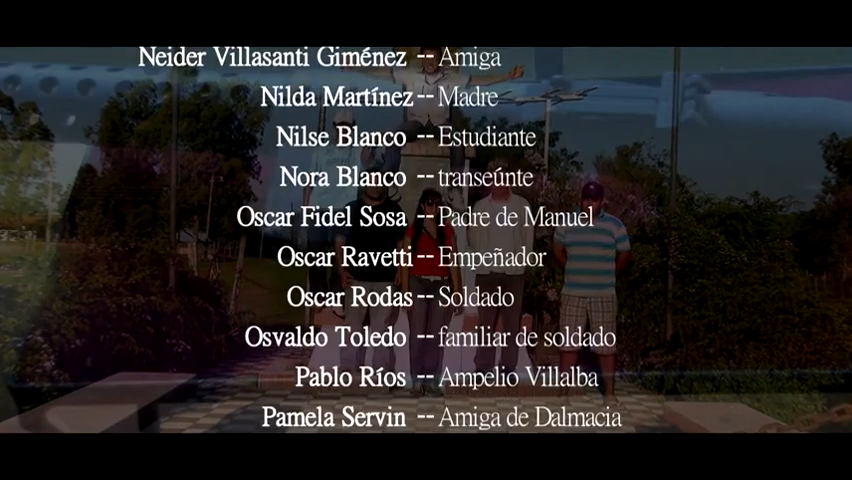 Neider Villasanti Giménez -- Amiga
Nilda Martínez -- Madre
Nilse Blanco -- Estudiante
Nora Blanco -- transeúnte
Oscar Fidel Sosa -- Padre de Manuel
Oscar Ravetti -- Empeñador
Oscar Rodas -- Soldado
Osvaldo Toledo -- familiar de soldado
Pablo Ríos -- Ampelio Villalba
Pamela Servin -- Amiga de Dalmacia